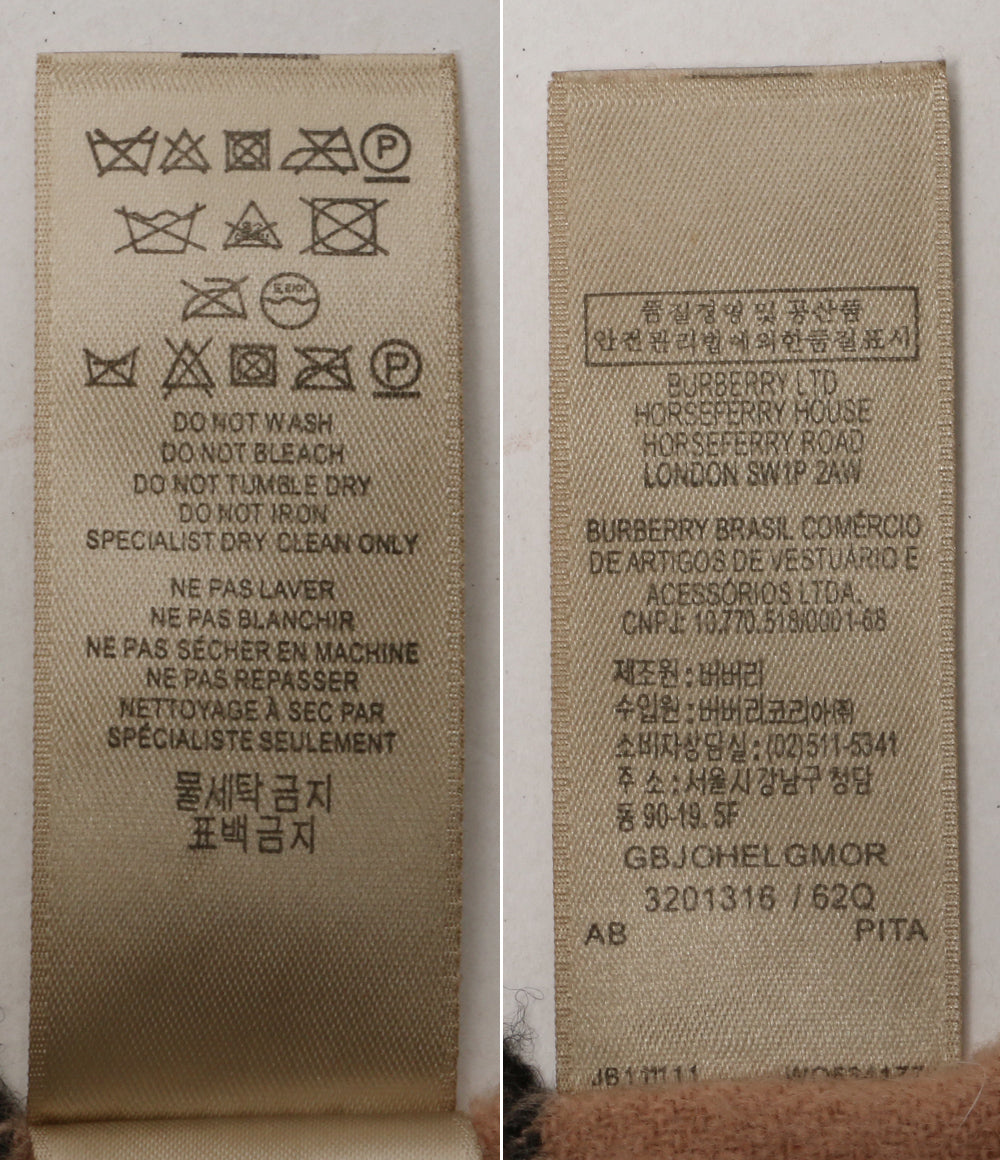 P
드라이
P
DO NOT WASH
DO NOT BLEACH
DO NOT TUMBLE DRY
DO NOT IRON
SPECIALIST DRY CLEAN ONLY
NE PAS LAVER
NE PAS BLANCHIR
NE PAS SÉCHER EN MACHINE
NE PAS REPASSER
NETTOYAGE À SEC PAR
SPÉCIALISTE SEULEMENT
물세탁 금지
표백 금지
품질경영 및 공산품
안전관리법에의한품질표시
BURBERRY LTD
HORSEFERRY HOUSE
HORSEFERRY ROAD
LONDON SW1P 2AW
BURBERRY BRASIL COMÉRCIO
DE ARTIGOS DE VESTUÁRIO E
ACESSÓRIOS LTDA.
CNPJ: 10.770.518/0001-68
제조원 : 버버리
수입원 : 버버리코리아㈜
소비자상담실 : (02)511-5341
주 소 : 서울시 강남구 청담
동 90-19. 5F
GBJOHELGMOR
3201316 / 62Q
AB PITA